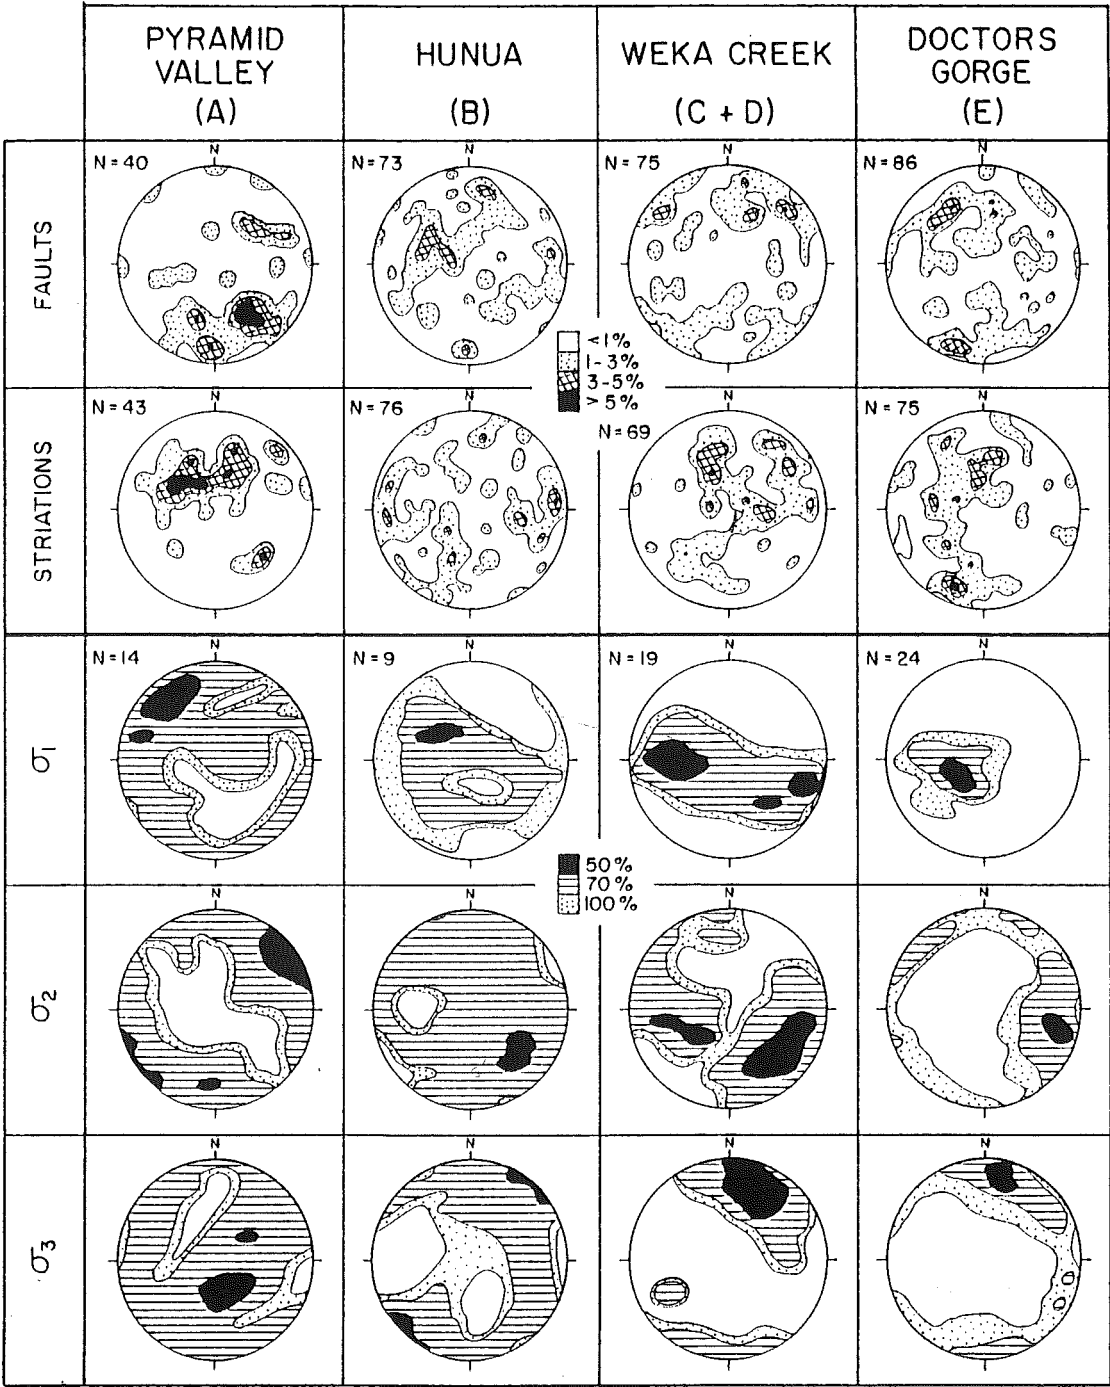 PYRAMID
VALLEY
(A)
HUNUA
(B)
WEKA CREEK
(C + D)
DOCTORS
GORGE
(E)
FAULTS
N = 40
N
N = 73
N
N = 75
N
N = 86
N
<1%
1-3%
3-5%
>5%
STRIATIONS
N = 43
N
N = 76
N
N = 69
N
N = 75
N
σ1
N = 14
N
N = 9
N
N = 19
N
N = 24
N
50%
70%
100%
σ2
N
N
N
N
σ3
N
N
N
N